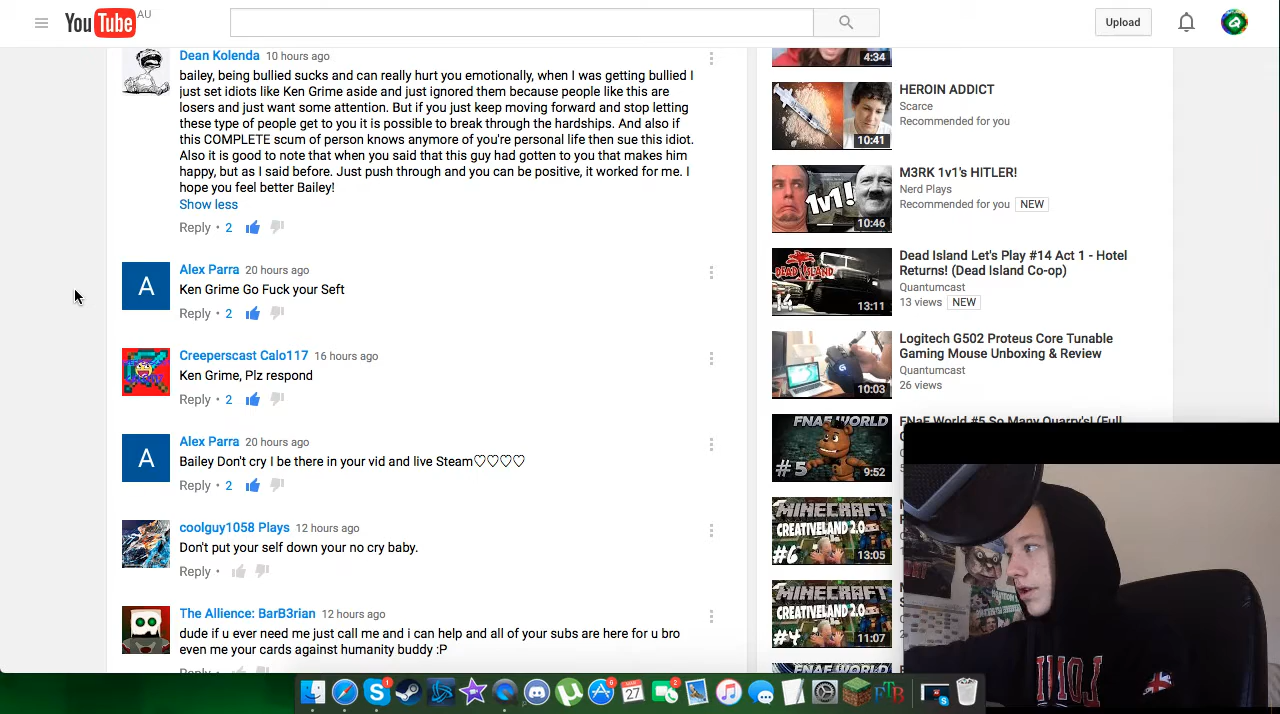 YouTube AU
Upload
Dean Kolenda 10 hours ago
bailey, being bullied sucks and can really hurt you emotionally, when I was getting bullied I
just set idiots like Ken Grime aside and just ignored them because people like this are
losers and just want some attention. But if you just keep moving forward and stop letting
these type of people get to you it is possible to break through the hardships. And also if
this COMPLETE scum of person knows anymore of you're personal life then sue this idiot.
Also it is good to note that when you said that this guy had gotten to you that makes him
happy, but as I said before. Just push through and you can be positive, it worked for me. I
hope you feel better Bailey!
Show less
Reply • 2
Alex Parra 20 hours ago
Ken Grime Go Fuck your Seft
Reply • 2
A
Creeperscast Calo117 16 hours ago
Ken Grime, Plz respond
Reply • 2
Alex Parra 20 hours ago
Bailey Don't cry I be there in your vid and live Steam♡♡♡♡
Reply • 2
A
coolguy1058 Plays 12 hours ago
Don't put your self down your no cry baby.
Reply •
The Allience: BarB3rian 12 hours ago
dude if u ever need me just call me and i can help and all of your subs are here for u bro
even me your cards against humanity buddy :P
Reply
4:34
HEROIN ADDICT
Scarce
Recommended for you
10:41
M3RK 1v1's HITLER!
Nerd Plays
Recommended for you NEW
1v1!
10:46
Dead Island Let's Play #14 Act 1 - Hotel
Returns! (Dead Island Co-op)
Quantumcast
13 views NEW
DEAD ISLAND
14
13:11
Logitech G502 Proteus Core Tunable
Gaming Mouse Unboxing & Review
Quantumcast
26 views
10:03
FNaF World #5 So Many Quarry's! (Full
FNAF WORLD
#5
9:52
MINECRAFT
CREATIVELAND 2.0
#6
13:05
MINECRAFT
CREATIVELAND 2.0
#4
11:07
FNAF WORLD
27
FTB